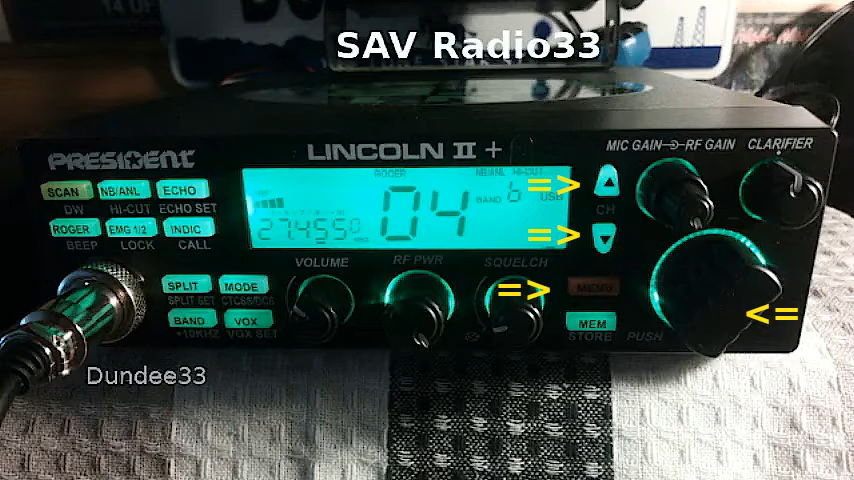 SAV Radio33
PRESIDENT
LINCOLN II +
MIC GAIN RF GAIN CLARIFIER
SCAN NB/ANL ECHO
DW HI-CUT ECHO SET
ROGER EMG 1/2 INDIC
BEEP LOCK CALL
ROGER NB/ANL HI-CUT
04 BAND b USB
27.4550
=>
CH
=>
VOLUME RF PWR SQUELCH
SPLIT MODE
SPLIT SET CTCSS/DCS
=> MENU
<=
BAND VOX
+10KHZ VOX SET
MEM
STORE PUSH
Dundee33